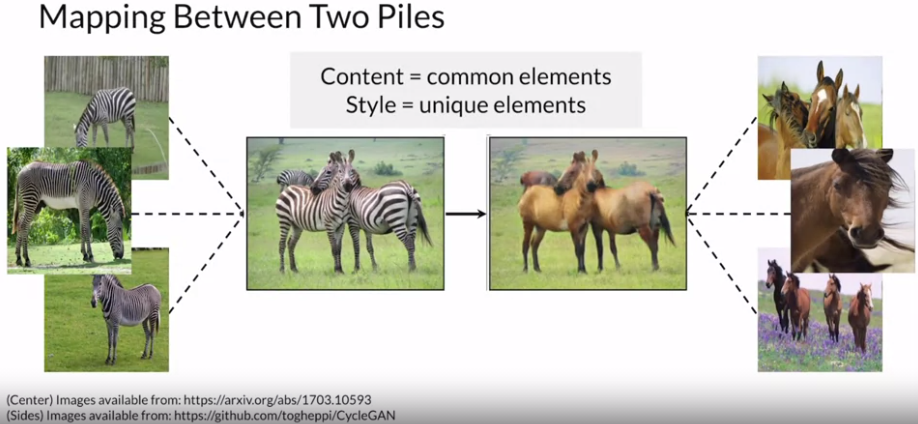 Mapping Between Two Piles
Content = common elements
Style = unique elements
(Center) Images available from: https://arxiv.org/abs/1703.10593
(Sides) Images available from: https://github.com/togheppi/CycleGAN